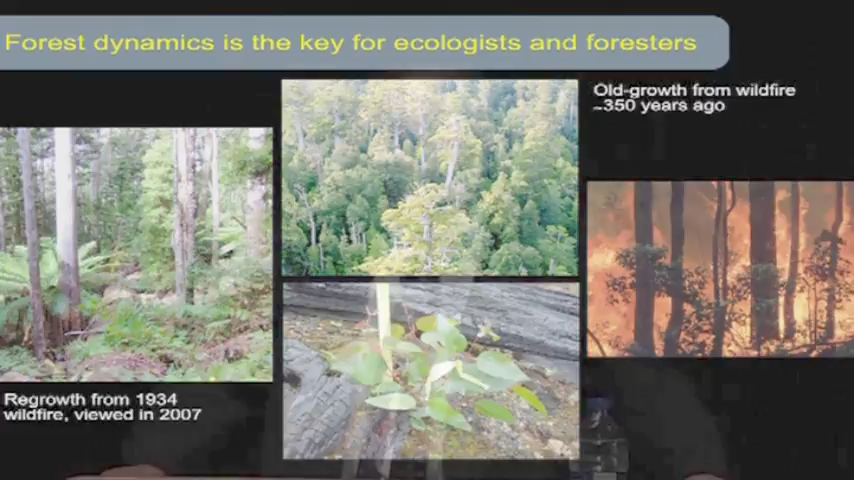 Forest dynamics is the key for ecologists and foresters
Old-growth from wildfire
~350 years ago
Regrowth from 1934
wildfire, viewed in 2007